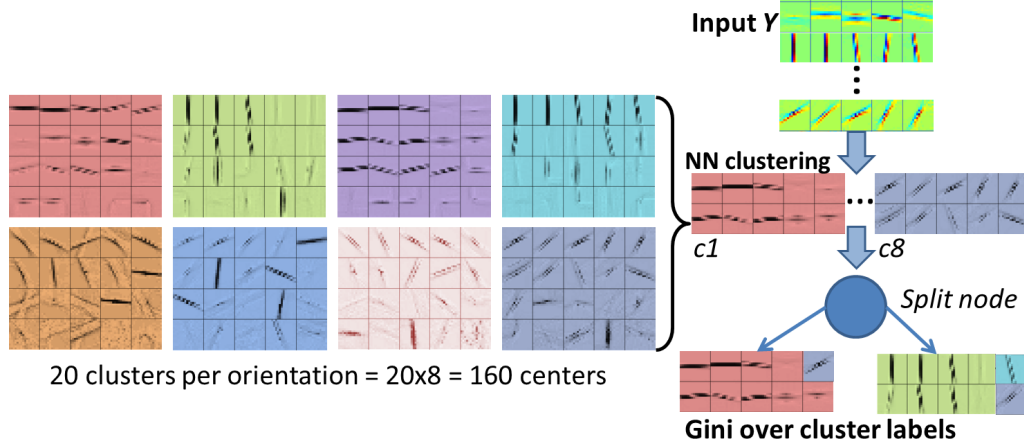 Input Y
NN clustering
c1
c8
Split node
20 clusters per orientation = 20x8 = 160 centers
Gini over cluster labels